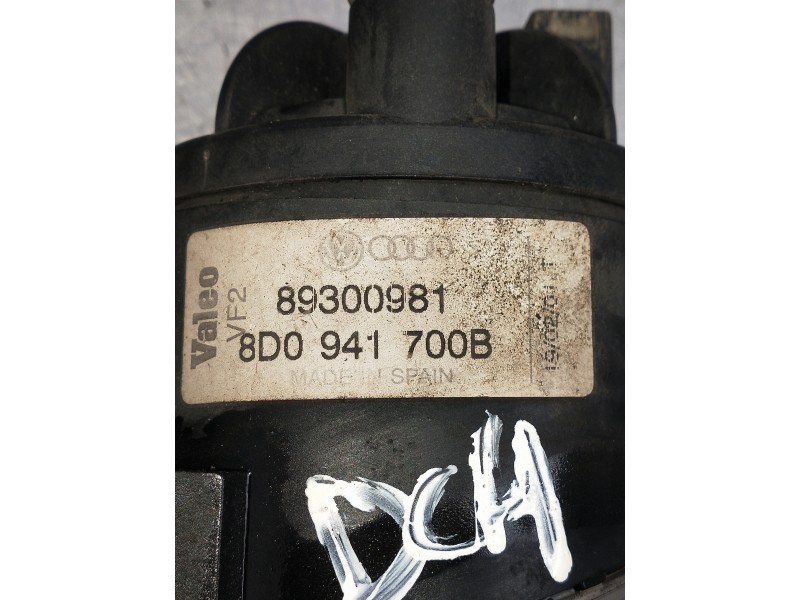 Valeo
VF2
89300981
8D0 941 700B
MADE IN SPAIN
DCH